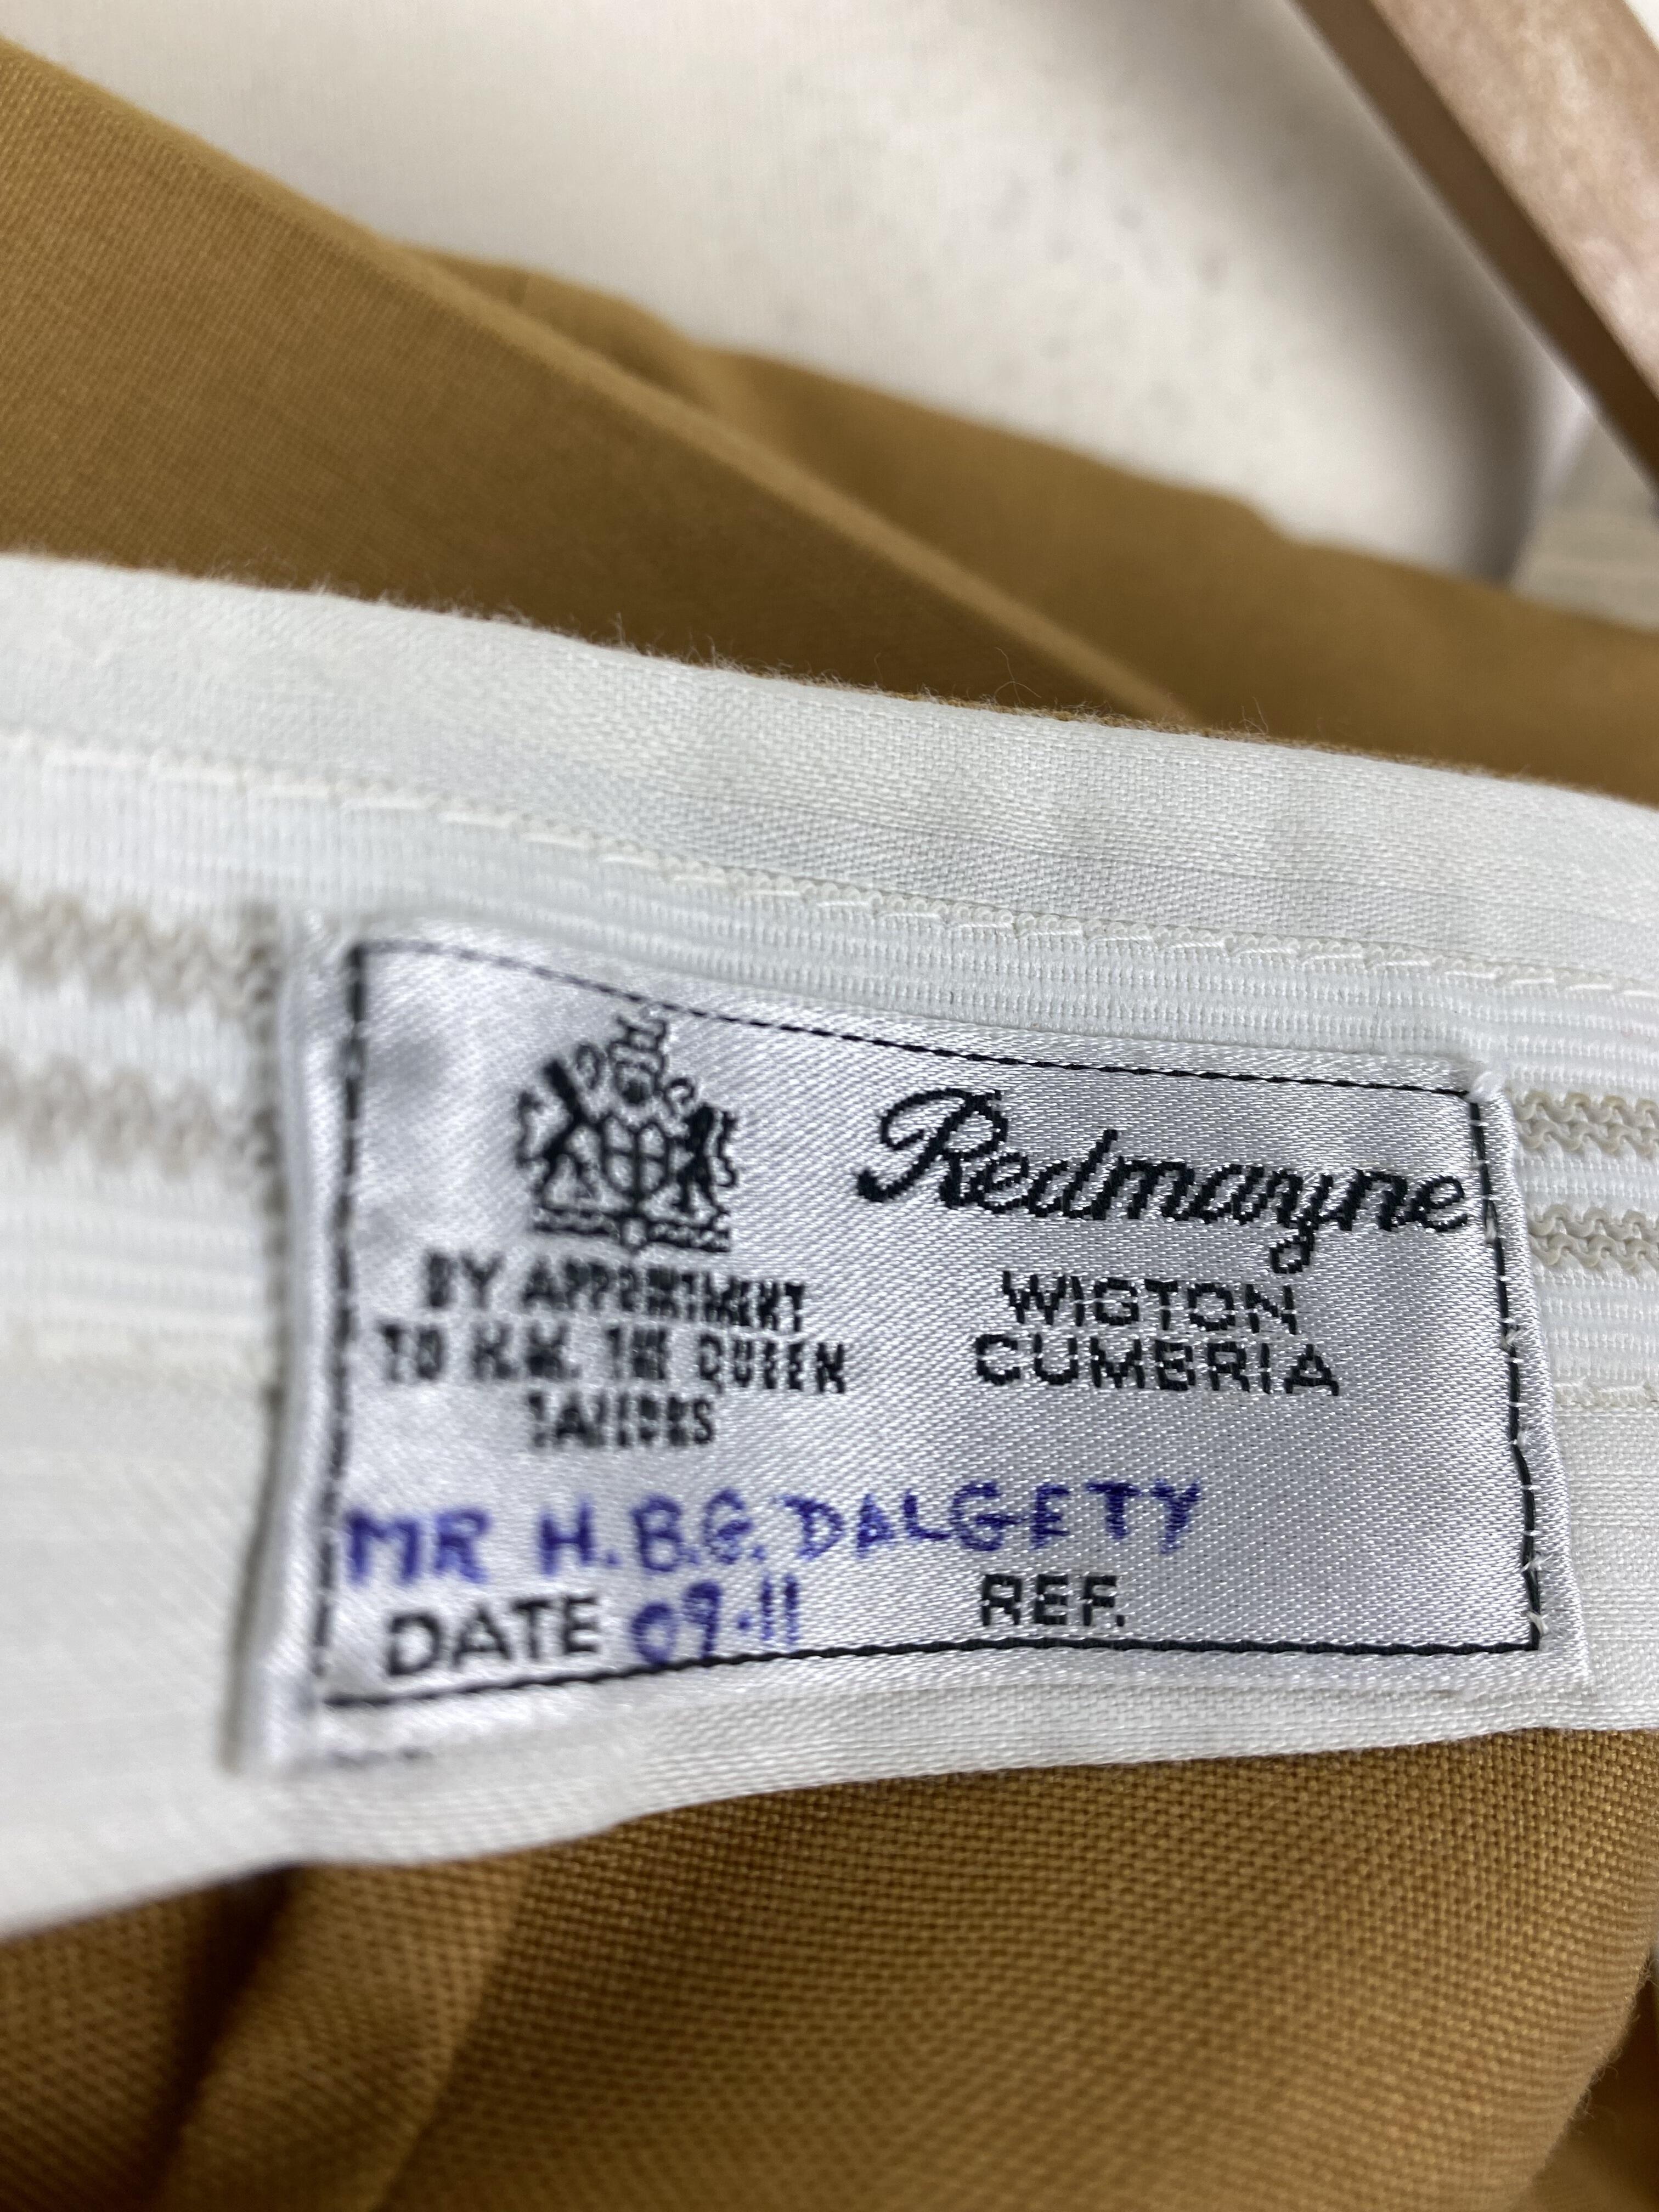 Redmayne
WIGTON
CUMBRIA
BY APPOINTMENT
TO H.M. THE QUEEN
TAILORS
MR H.B.G. DALGETY
DATE 09.11 REF.